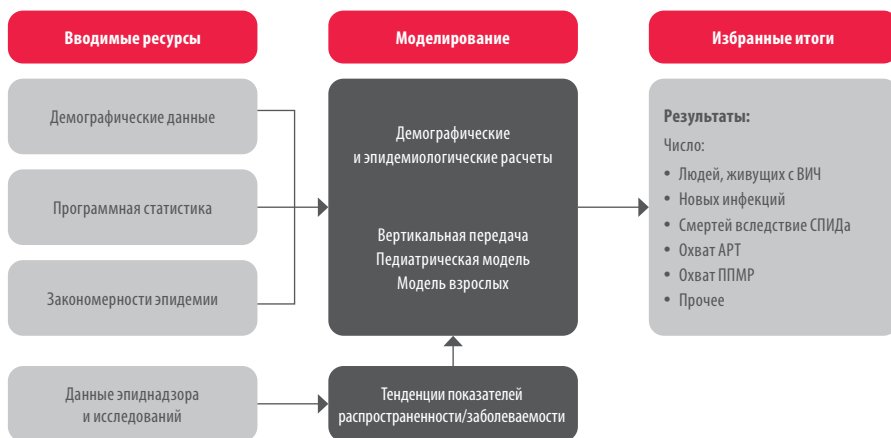 Вводимые ресурсы
Моделирование
Избранные итоги
Демографические данные
Программная статистика
Закономерности эпидемии
Данные эпиднадзора
и исследований
Демографические
и эпидемиологические расчеты
Вертикальная передача
Педиатрическая модель
Модель взрослых
Тенденции показателей
распространенности/заболеваемости
Результаты:
Число:
• Людей, живущих с ВИЧ
• Новых инфекций
• Смертей вследствие СПИДа
• Охват АРТ
• Охват ППМР
• Прочее